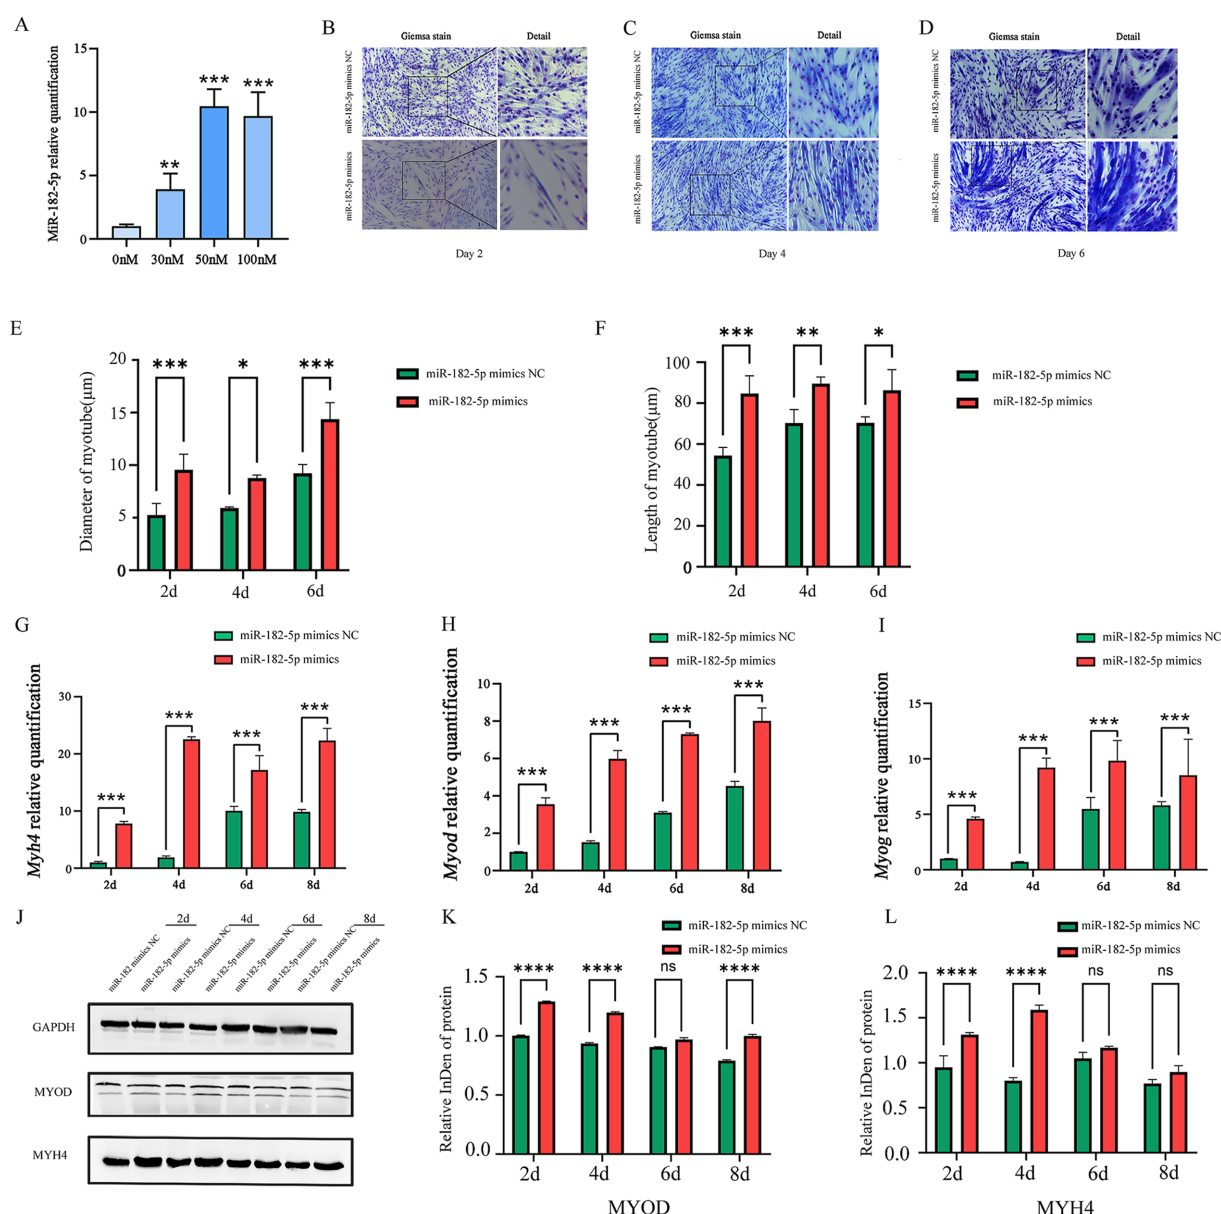 A
MiR-182-5p relative quantification
15
10
5
0
** *** ***
0nM 30nM 50nM 100nM
B
Giemsa stain Detail
miR-182-5p mimics NC
miR-182-5p mimics
Day 2
C
Giemsa stain Detail
miR-182-5p mimics NC
miR-182-5p mimics
Day 4
D
Giemsa stain Detail
miR-182-5p mimics NC
miR-182-5p mimics
Day 6
E
Diameter of myotube(μm)
20
15
10
5
0
*** * ***
2d 4d 6d
miR-182-5p mimics NC
miR-182-5p mimics
F
Length of myotube(μm)
100
80
60
40
20
0
*** ** *
2d 4d 6d
miR-182-5p mimics NC
miR-182-5p mimics
G
miR-182-5p mimics NC
miR-182-5p mimics
Myh4 relative quantification
30
20
10
0
*** *** *** ***
2d 4d 6d 8d
H
miR-182-5p mimics NC
miR-182-5p mimics
Myod relative quantification
10
8
6
4
2
0
*** *** *** ***
2d 4d 6d 8d
I
miR-182-5p mimics NC
miR-182-5p mimics
Myog relative quantification
15
10
5
0
*** *** *** ***
2d 4d 6d 8d
J
2d 4d 6d 8d
miR-182 mimics NC
miR-182-5p mimics
miR-182-5p mimics NC
miR-182-5p mimics
miR-182-5p mimics NC
miR-182-5p mimics
miR-182-5p mimics NC
miR-182-5p mimics
GAPDH
MYOD
MYH4
K
miR-182-5p mimics NC
miR-182-5p mimics
Relative InDen of protein
1.5
1.0
0.5
0.0
**** **** ns ****
2d 4d 6d 8d
MYOD
L
miR-182-5p mimics NC
miR-182-5p mimics
Relative InDen of protein
2.0
1.5
1.0
0.5
0.0
**** **** ns ns
2d 4d 6d 8d
MYH4